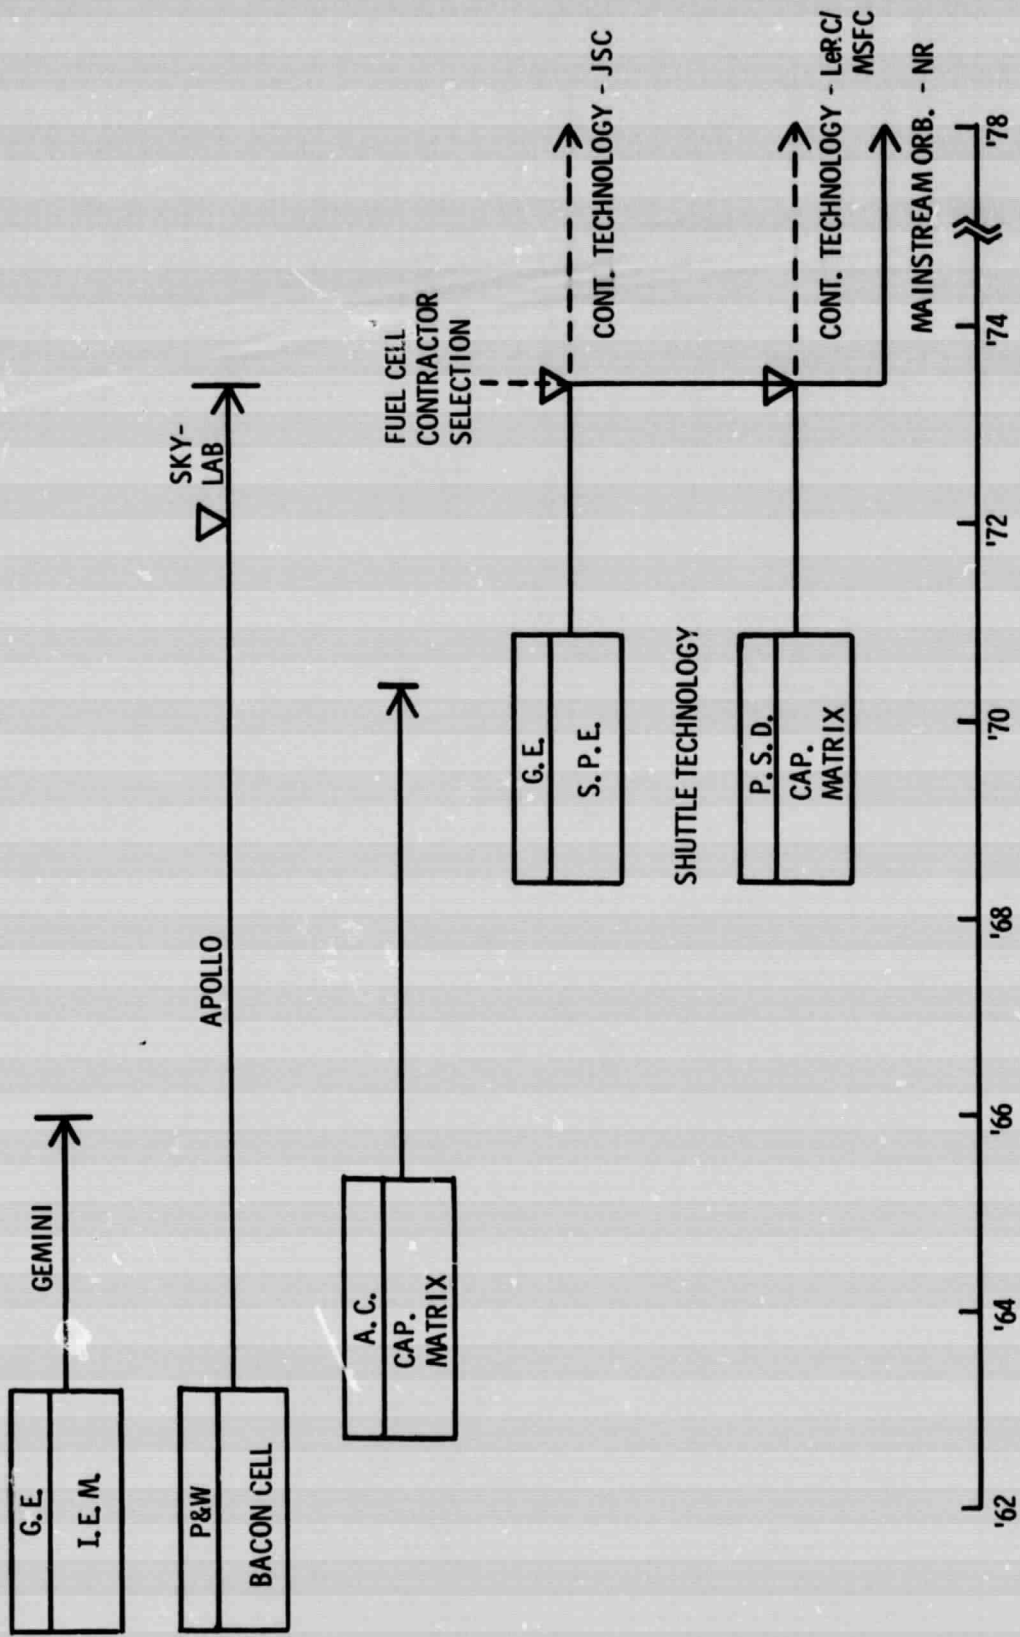 G.E.
I.E.M.
GEMINI
P&W
BACON CELL
APOLLO
SKY-
LAB
A.C.
CAP.
MATRIX
FUEL CELL
CONTRACTOR
SELECTION
G.E.
S.P.E.
CONT. TECHNOLOGY - JSC
SHUTTLE TECHNOLOGY
P.S.D.
CAP.
MATRIX
CONT. TECHNOLOGY - LeRC/
MSFC
MAINSTREAM ORB. - NR
'62
'64
'66
'68
'70
'72
'74
'78